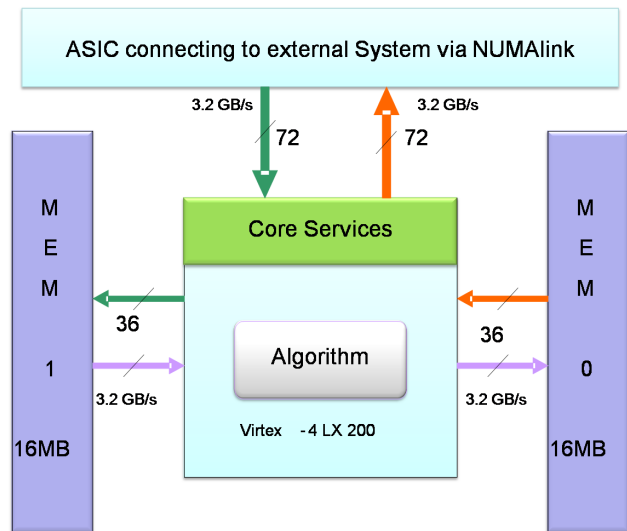 ASIC connecting to external System via NUMAlink
3.2 GB/s
3.2 GB/s
72
72
M
E
M
1
16MB
Core Services
M
E
M
0
16MB
36
36
Algorithm
3.2 GB/s
3.2 GB/s
Virtex -4 LX 200